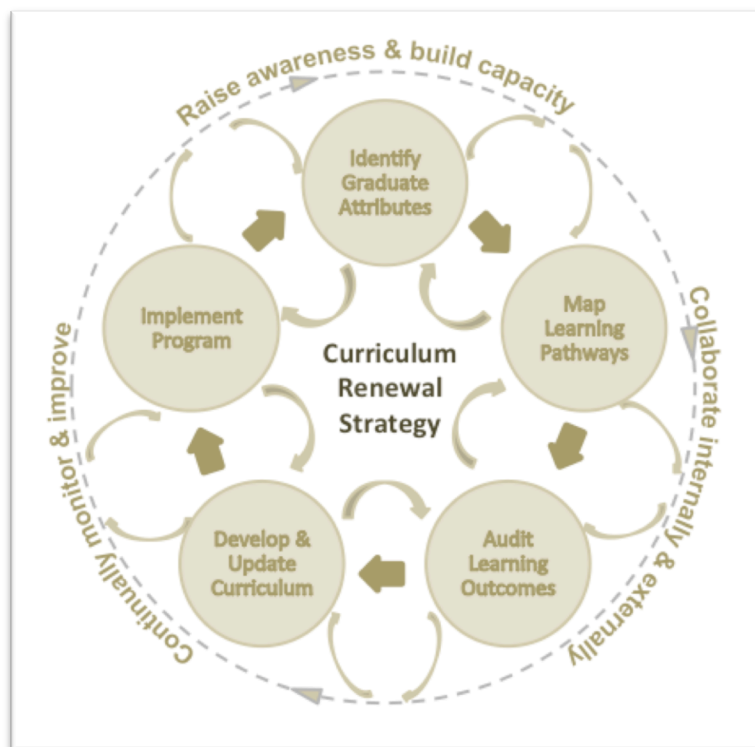 Raise awareness & build capacity
Identify
Graduate
Attributes
Implement
Program
Map
Learning
Pathways
Curriculum
Renewal
Strategy
Collaborate internally & externally
Continually monitor & improve
Develop &
Update
Curriculum
Audit
Learning
Outcomes